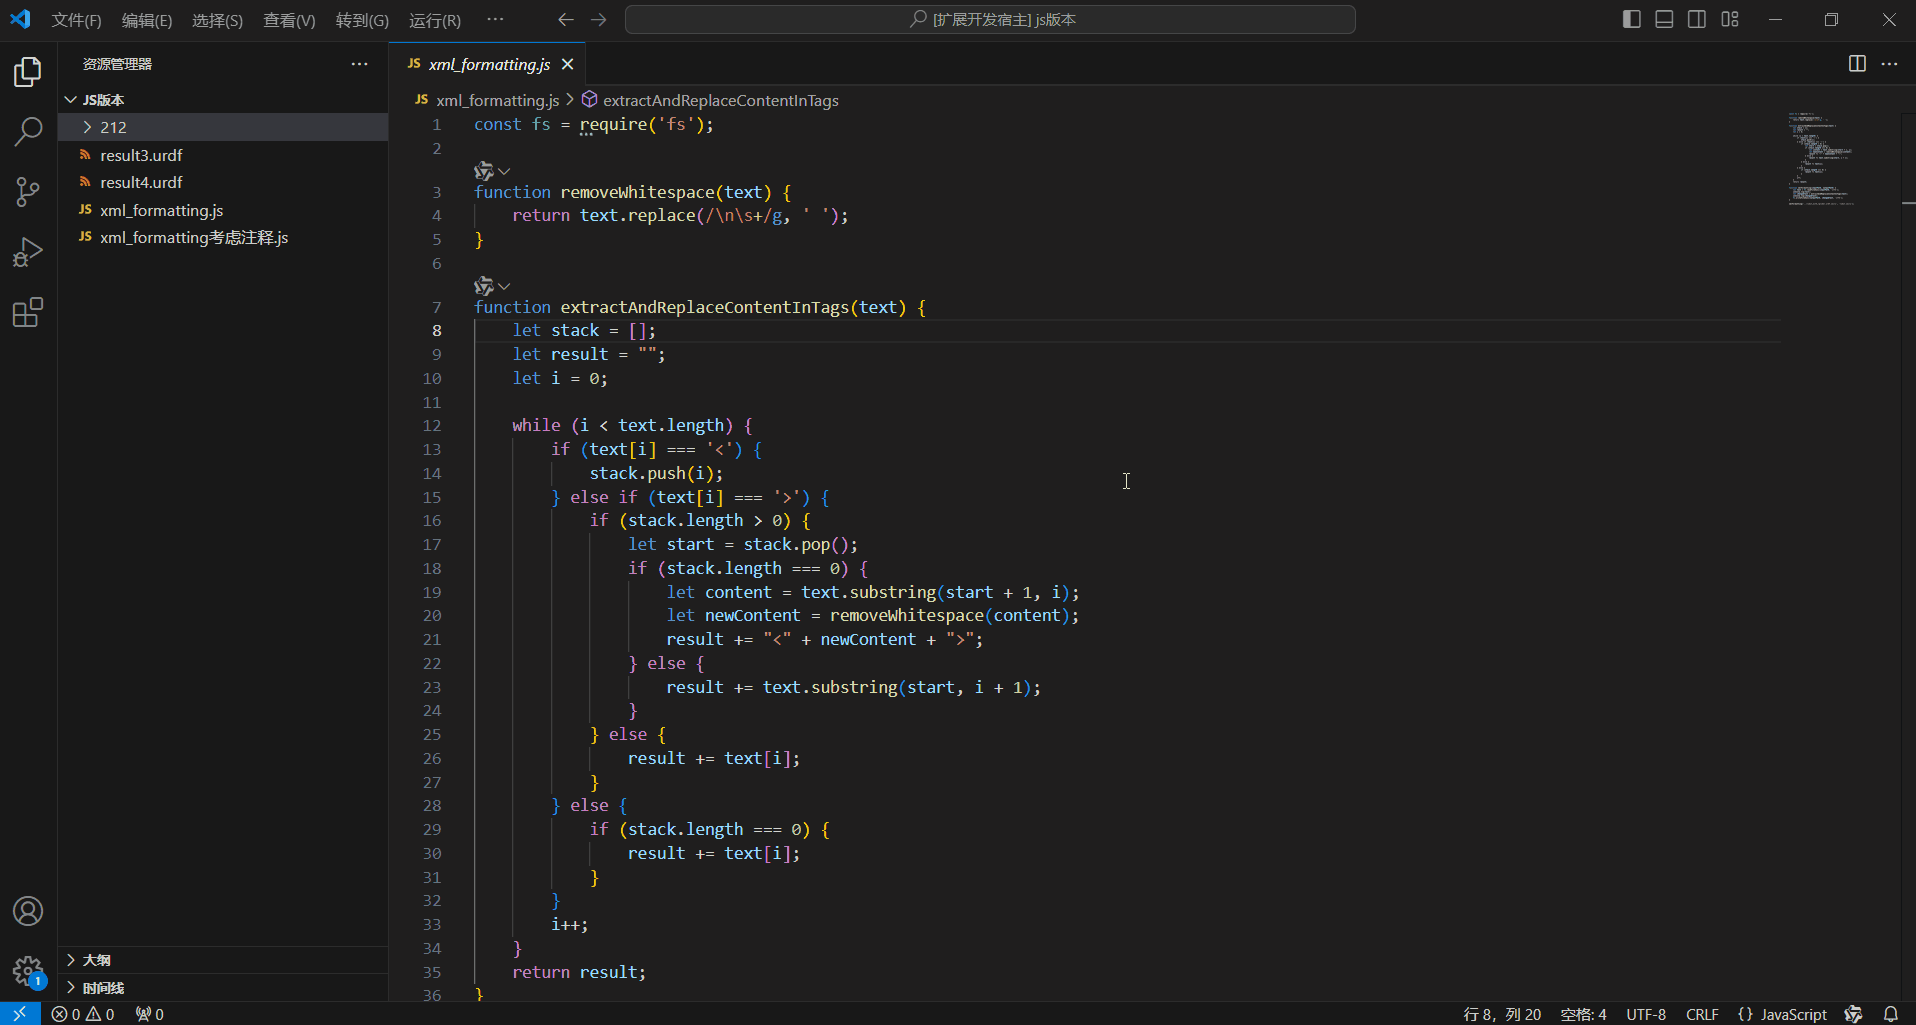 文件(F) 编辑(E) 选择(S) 查看(V) 转到(G) 运行(R) ··· [扩展开发宿主] js版本
资源管理器
JS版本
212
result3.urdf
result4.urdf
JS xml_formatting.js
JS xml_formatting考虑注释.js
大纲
时间线
JS xml_formatting.js
JS xml_formatting.js > extractAndReplaceContentInTags
1 const fs = require('fs');
2
3 function removeWhitespace(text) {
4 return text.replace(/\n\s+/g, ' ');
5 }
6
7 function extractAndReplaceContentInTags(text) {
8 let stack = [];
9 let result = "";
10 let i = 0;
11
12 while (i < text.length) {
13 if (text[i] === '<') {
14 stack.push(i);
15 } else if (text[i] === '>') {
16 if (stack.length > 0) {
17 let start = stack.pop();
18 if (stack.length === 0) {
19 let content = text.substring(start + 1, i);
20 let newContent = removeWhitespace(content);
21 result += "<" + newContent + ">";
22 } else {
23 result += text.substring(start, i + 1);
24 }
25 } else {
26 result += text[i];
27 }
28 } else {
29 if (stack.length === 0) {
30 result += text[i];
31 }
32 }
33 i++;
34 }
35 return result;
36 }
1
0 0 0 行 8，列 20 空格: 4 UTF-8 CRLF {} JavaScript